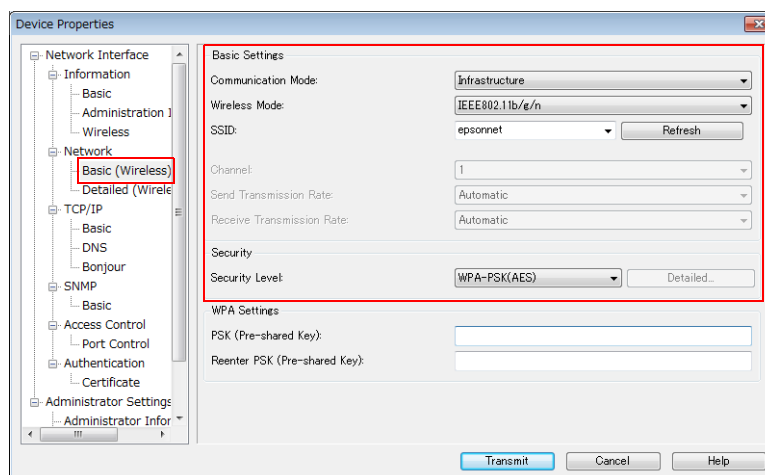 Device Properties
Network Interface
Information
Basic
Administration I
Wireless
Network
Basic (Wireless)
Detailed (Wirele
TCP/IP
Basic
DNS
Bonjour
SNMP
Basic
Access Control
Port Control
Authentication
Certificate
Administrator Settings
Administrator Infor
Basic Settings
Communication Mode: Infrastructure
Wireless Mode: IEEE802.11b/g/n
SSID: epsonnet Refresh
Channel: 1
Send Transmission Rate: Automatic
Receive Transmission Rate: Automatic
Security
Security Level: WPA-PSK(AES) Detailed...
WPA Settings
PSK (Pre-shared Key):
Reenter PSK (Pre-shared Key):
Transmit Cancel Help